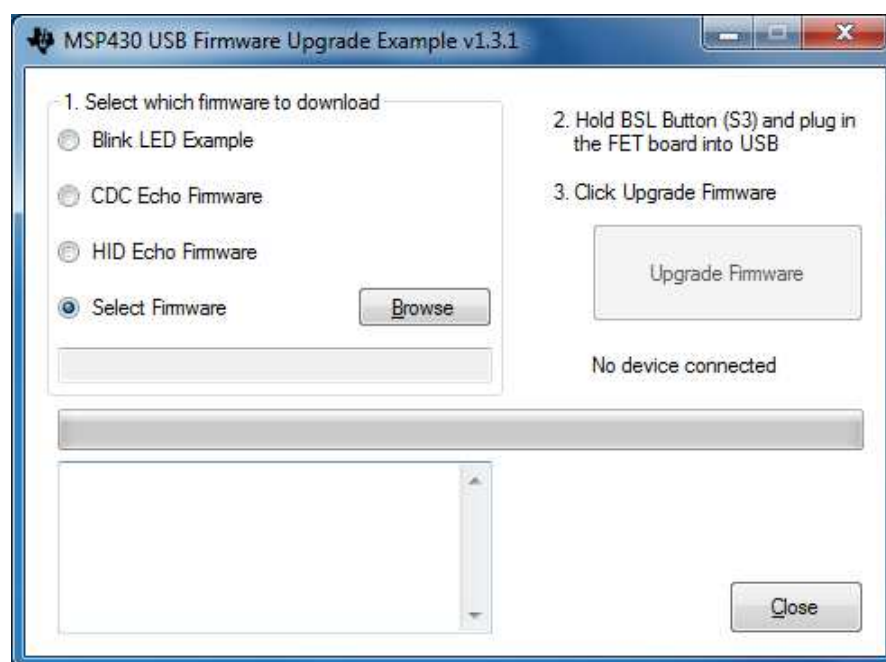 MSP430 USB Firmware Upgrade Example v1.3.1
1. Select which firmware to download
Blink LED Example
CDC Echo Firmware
HID Echo Firmware
Select Firmware
Browse
2. Hold BSL Button (S3) and plug in
the FET board into USB
3. Click Upgrade Firmware
Upgrade Firmware
No device connected
Close